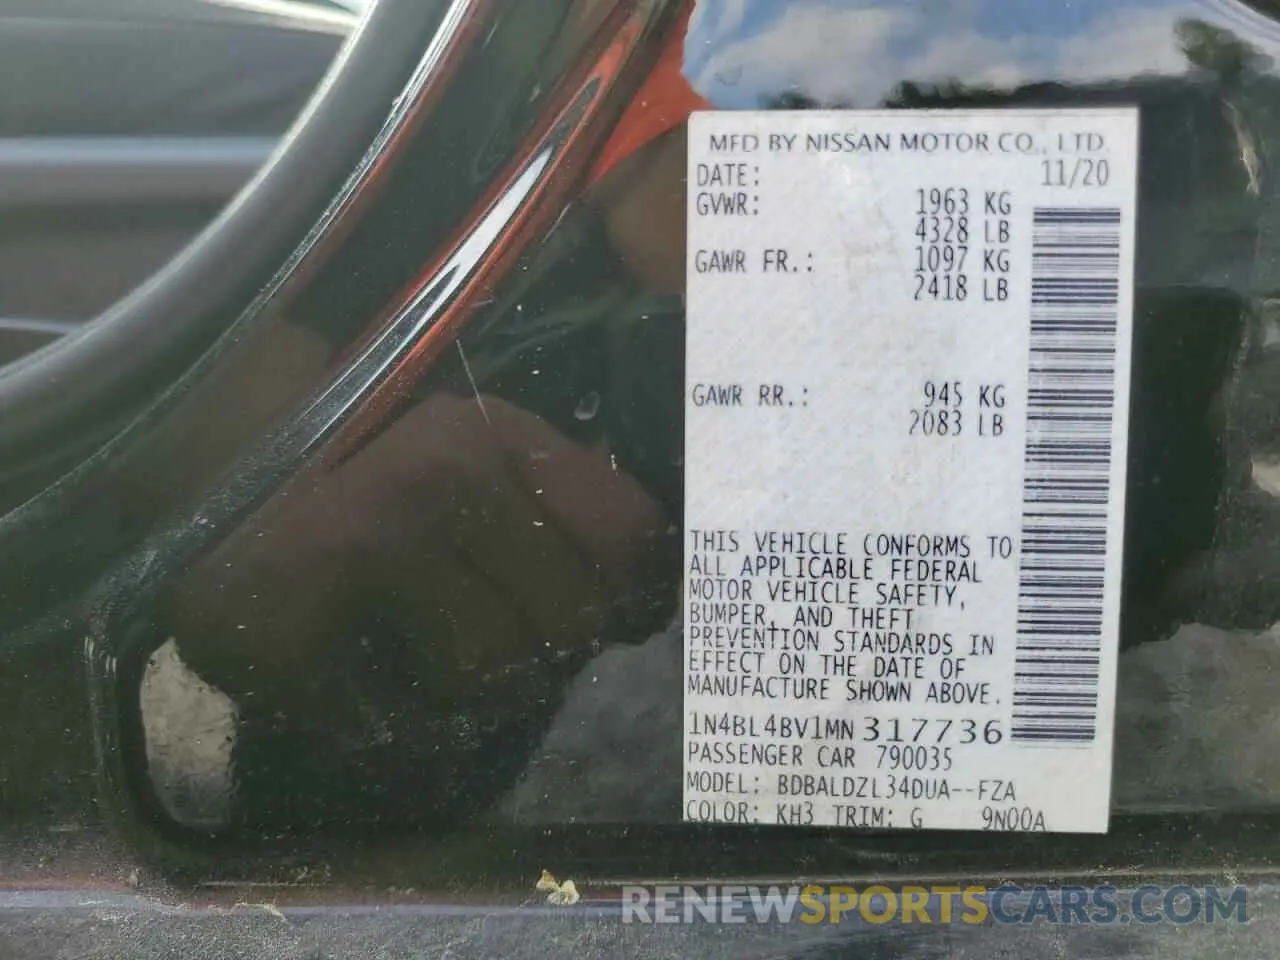 MFD BY NISSAN MOTOR CO., LTD.
DATE: 11/20
GVWR: 1963 KG
4328 LB
GAWR FR.: 1097 KG
2418 LB
GAWR RR.: 945 KG
2083 LB
THIS VEHICLE CONFORMS TO
ALL APPLICABLE FEDERAL
MOTOR VEHICLE SAFETY,
BUMPER, AND THEFT
PREVENTION STANDARDS IN
EFFECT ON THE DATE OF
MANUFACTURE SHOWN ABOVE.
1N4BL4BV1MN317736
PASSENGER CAR 790035
MODEL: BDBALDZL34DUA--FZA
COLOR: KH3 TRIM: G 9N00A
RENEWSPORTSCARS.COM